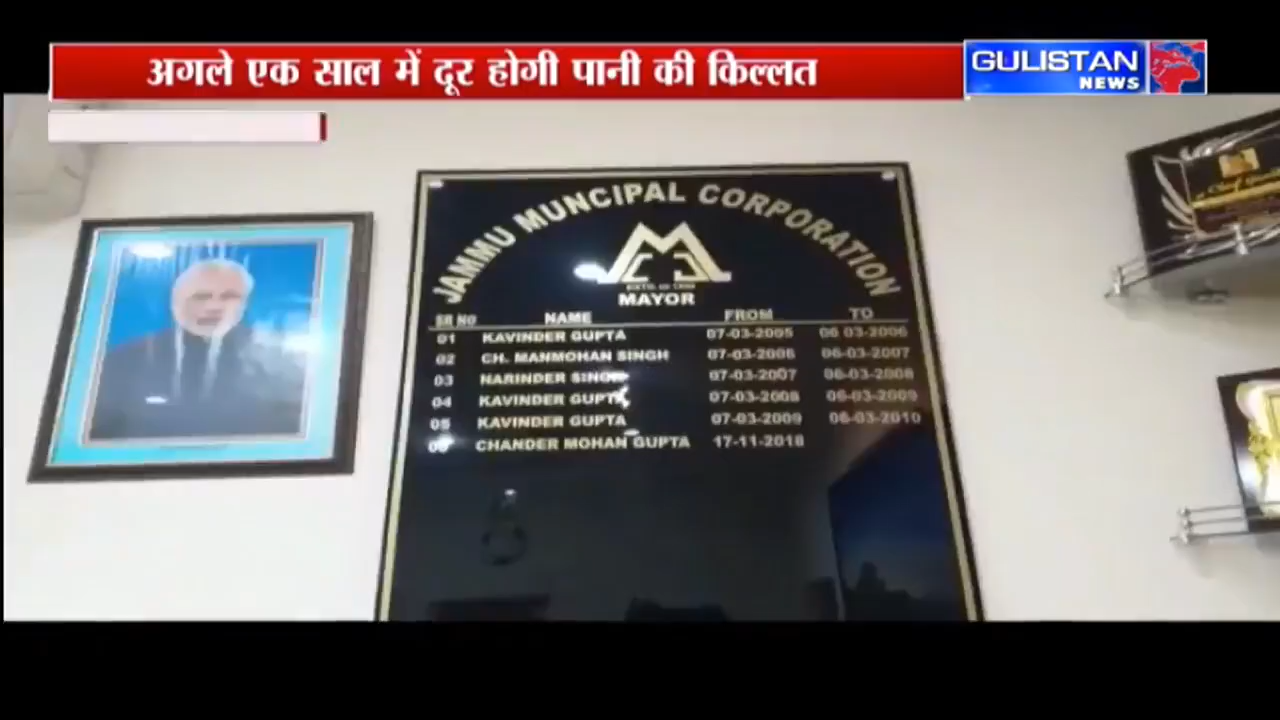 अगले एक साल में दूर होगी पानी की किल्लत
GULISTAN
NEWS
JAMMU MUNCIPAL CORPORATION
MAYOR
SR NO NAME FROM TO
01 KAVINDER GUPTA 07-03-2005 06-03-2006
02 CH. MANMOHAN SINGH 07-03-2006 06-03-2007
03 NARINDER SINGH 07-03-2007 06-03-2008
04 KAVINDER GUPTA 07-03-2008 06-03-2009
05 KAVINDER GUPTA 07-03-2009 06-03-2010
CHANDER MOHAN GUPTA 17-11-2018